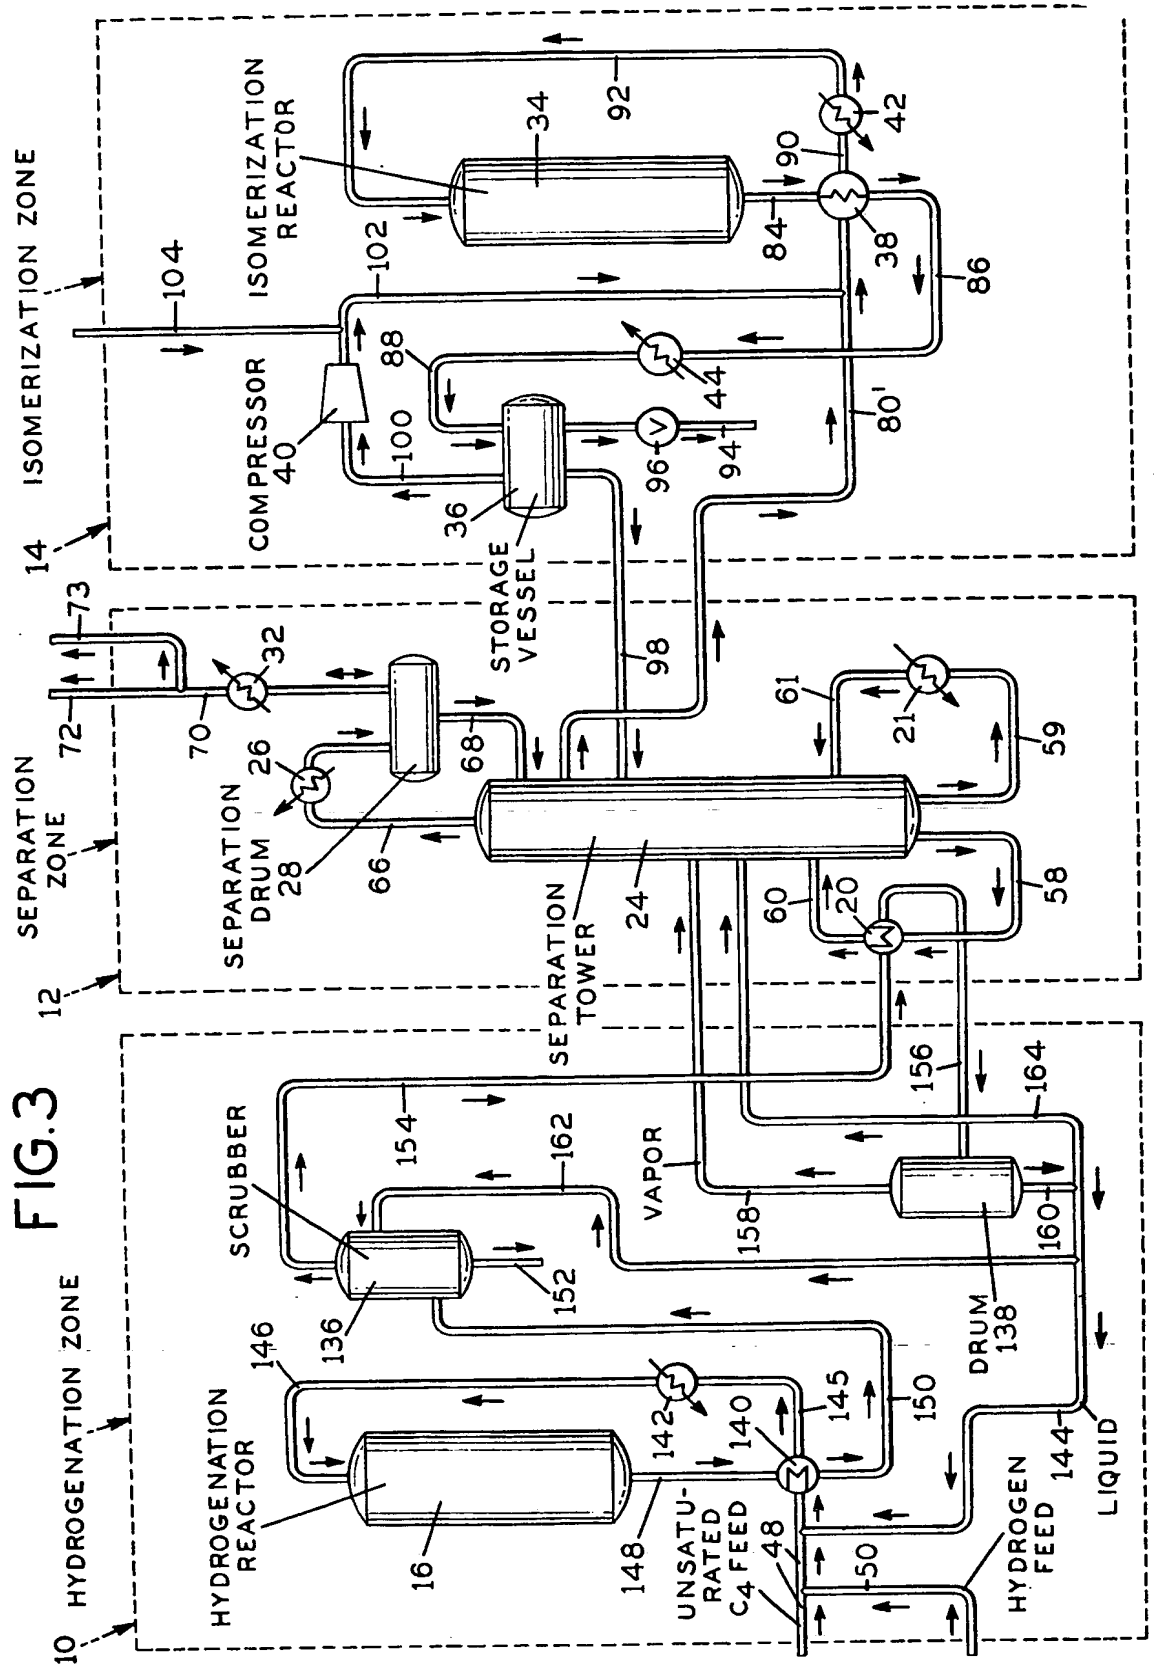 FIG.3
10
HYDROGENATION ZONE
12
SEPARATION
ZONE
14
ISOMERIZATION ZONE
HYDROGENATION
REACTOR
16
146
148
142
140
145
150
UNSATU-
RATED
C4 FEED
48
50
HYDROGEN
FEED
144
LIQUID
SCRUBBER
136
152
154
162
VAPOR
158
DRUM
138
160
156
164
SEPARATION
DRUM
28
26
66
68
70
72
73
32
SEPARATION
TOWER
24
60
20
58
59
21
61
98
STORAGE
VESSEL
36
COMPRESSOR
40
100
88
102
104
44
96
V
94
80'
ISOMERIZATION
REACTOR
34
92
84
38
90
42
86